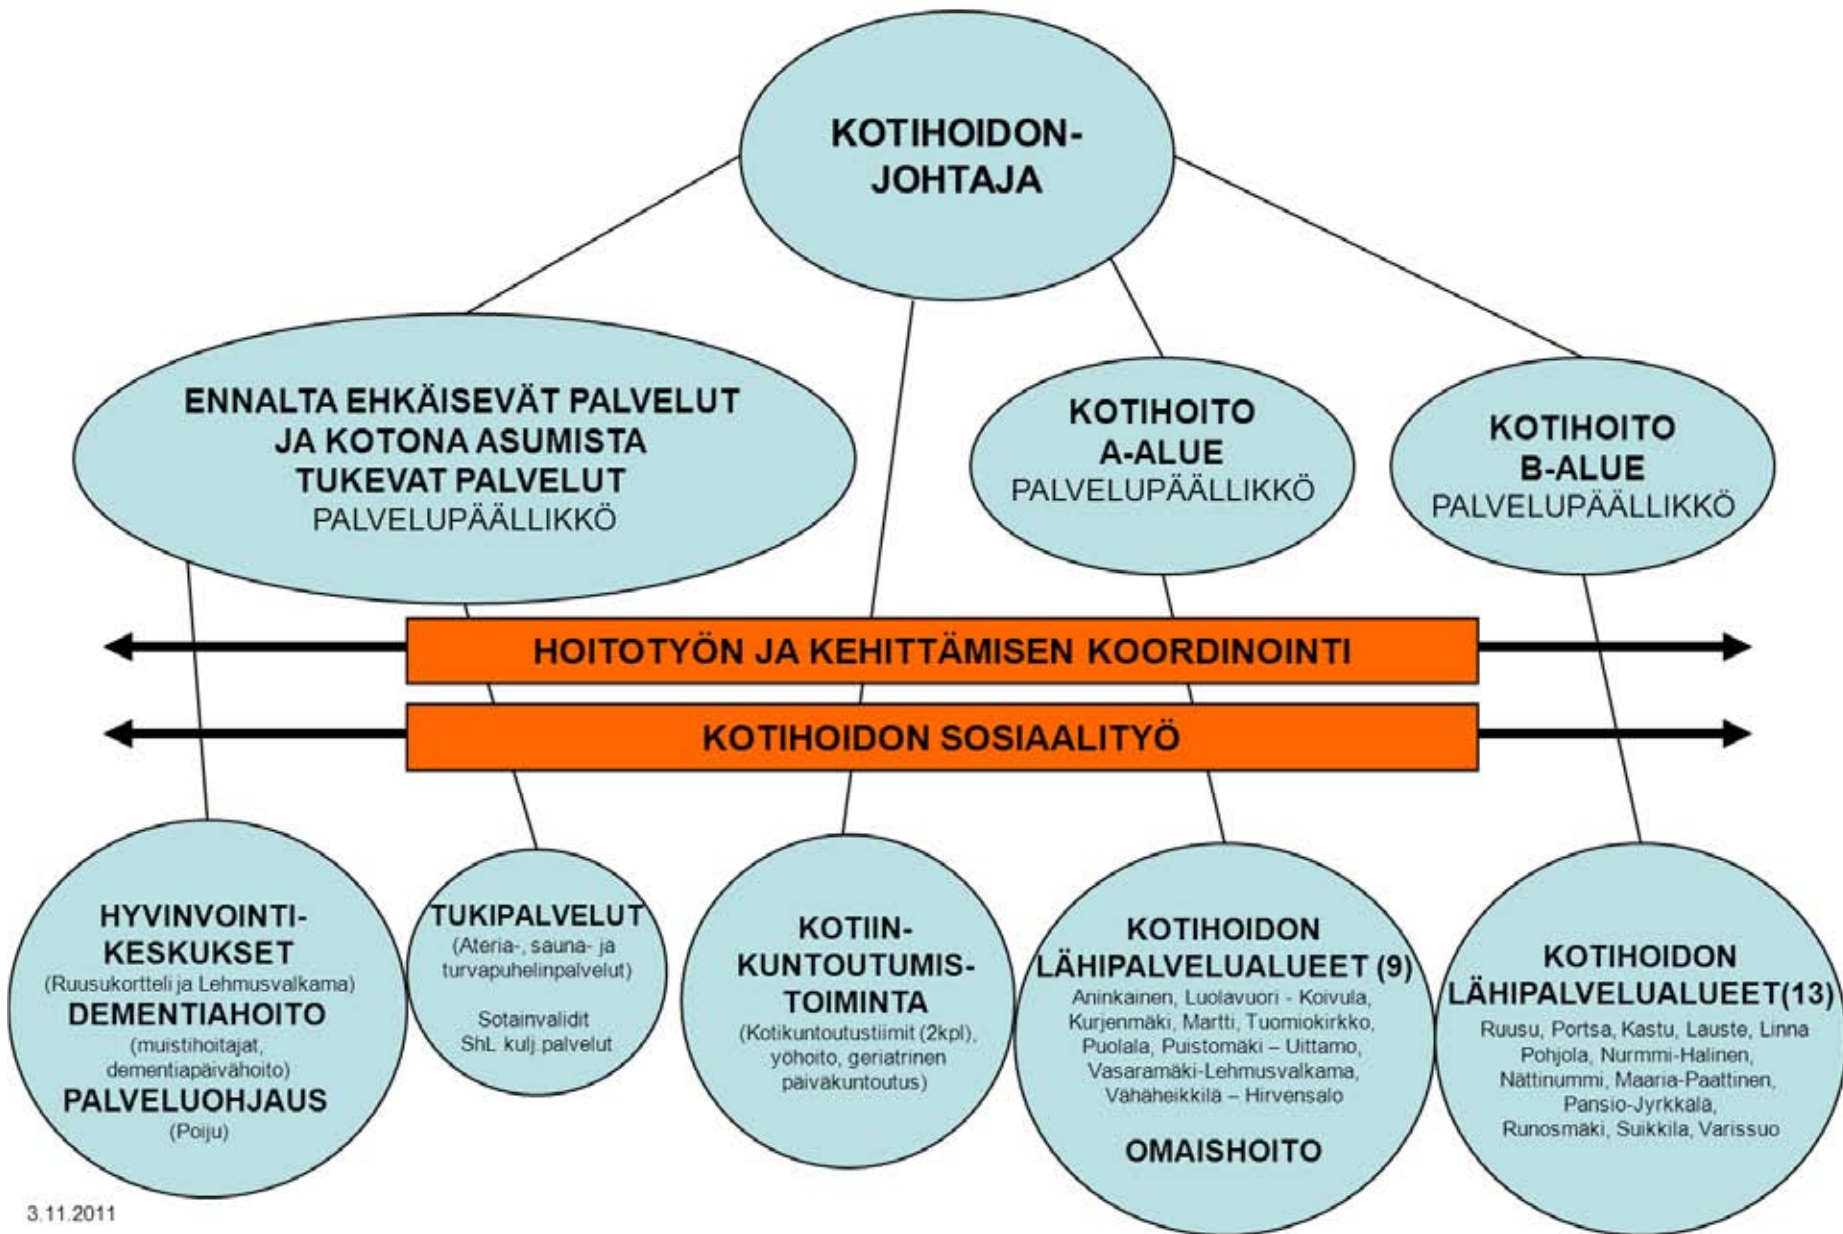 KOTIHOIDON-
JOHTAJA
ENNALTA EHKÄISEVÄT PALVELUT
JA KOTONA ASUMISTA
TUKEVAT PALVELUT
PALVELUPÄÄLLIKKÖ
KOTIHOITO
A-ALUE
PALVELUPÄÄLLIKKÖ
KOTIHOITO
B-ALUE
PALVELUPÄÄLLIKKÖ
HOITOTYÖN JA KEHITTÄMISEN KOORDINOINTI
KOTIHOIDON SOSIAALITYÖ
HYVINVOINTI-
KESKUKSET
(Ruusukortteli ja Lehmusvalkama)
DEMENTIAHOITO
(muistihoitajat,
dementiapäivähoito)
PALVELUOHJAUS
(Poiju)
TUKIPALVELUT
(Ateria-, sauna- ja
turvapuhelinpalvelut)
Sotainvalidit
ShL kulj.palvelut
KOTIIN-
KUNTOUTUMIS-
TOIMINTA
(Kotikuntoutustiimit (2kpl),
yöhoito, geriatrinen
päiväkuntoutus)
KOTIHOIDON
LÄHIPALVELUALUEET (9)
Aninkainen, Luolavuori - Koivula,
Kurjenmäki, Martti, Tuomiokirkko,
Puolala, Puistomäki – Uittamo,
Vasaramäki-Lehmusvalkama,
Vähäheikkilä – Hirvensalo
OMAISHOITO
KOTIHOIDON
LÄHIPALVELUALUEET(13)
Ruusu, Portsa, Kastu, Lauste, Linna
Pohjola, Nurmmi-Halinen,
Nättinummi, Maaria-Paattinen,
Pansio-Jyrkkälä,
Runosmäki, Suikkila, Varissuo
3.11.2011